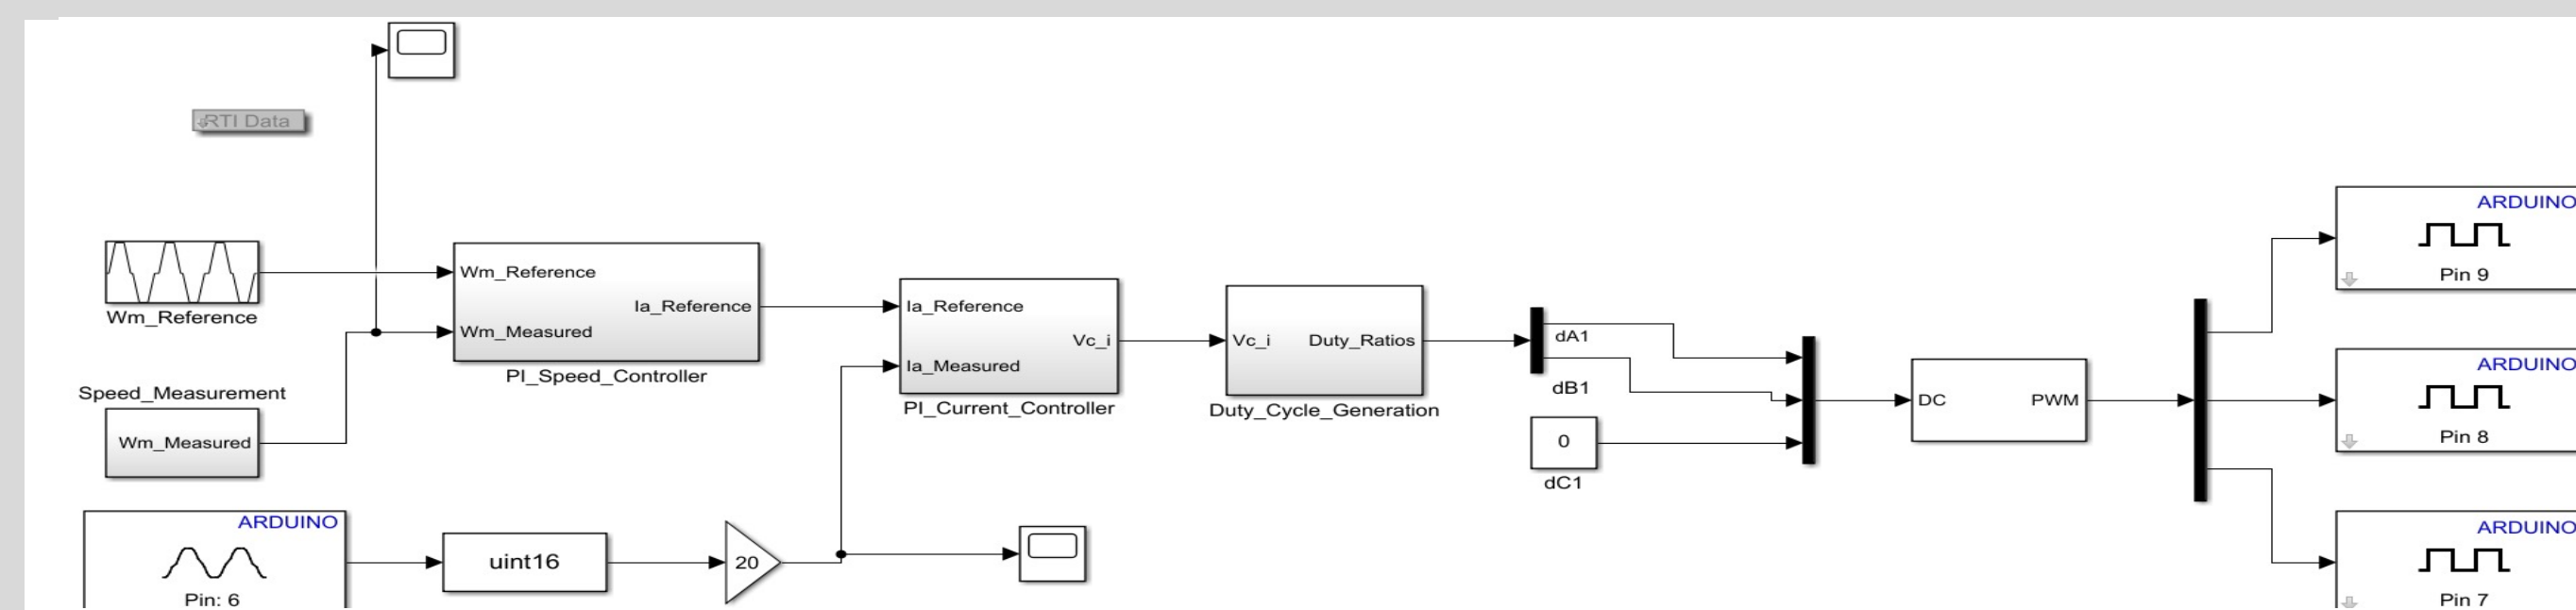 RTI Data
ARDUINO
Pin 9
Wm_Reference
Wm_Reference
Ia_Reference
Wm_Measured
PI_Speed_Controller
Ia_Reference
Vc_i
Ia_Measured
PI_Current_Controller
Vc_i
Duty_Ratios
Duty_Cycle_Generation
dA1
dB1
0
dC1
DC
PWM
ARDUINO
Pin 8
Speed_Measurement
Wm_Measured
ARDUINO
Pin: 6
uint16
20
ARDUINO
Pin 7